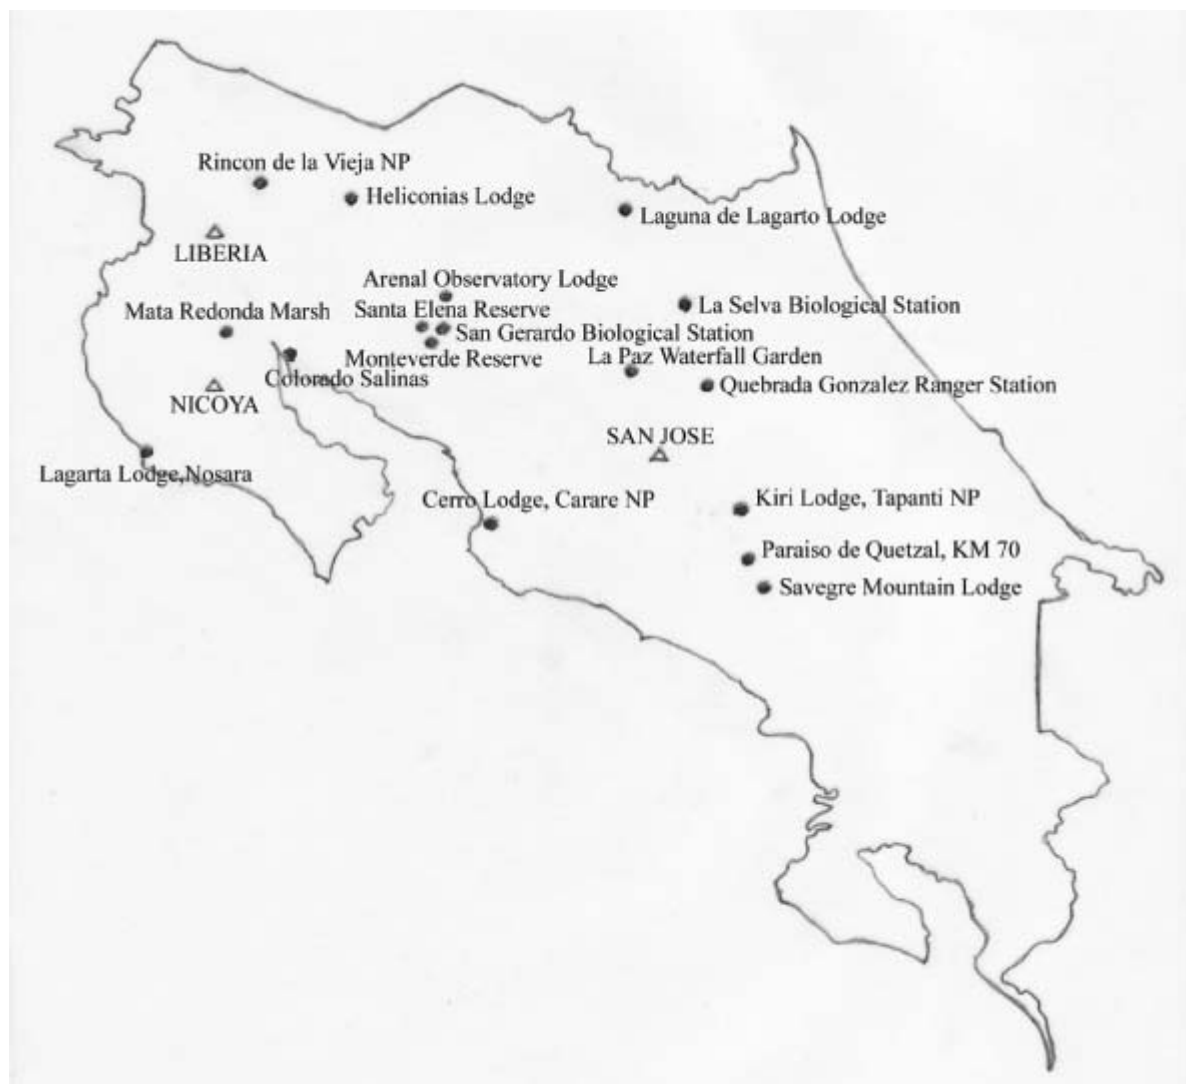 Rincon de la Vieja NP
Heliconias Lodge
Laguna de Lagarto Lodge
LIBERIA
Arenal Observatory Lodge
Mata Redonda Marsh
Santa Elena Reserve
La Selva Biological Station
San Gerardo Biological Station
Monteverde Reserve
La Paz Waterfall Garden
Colorado Salinas
Quebrada Gonzalez Ranger Station
NICOYA
SAN JOSE
Lagarta Lodge,Nosara
Cerro Lodge, Carare NP
Kiri Lodge, Tapanti NP
Paraiso de Quetzal, KM 70
Savegre Mountain Lodge